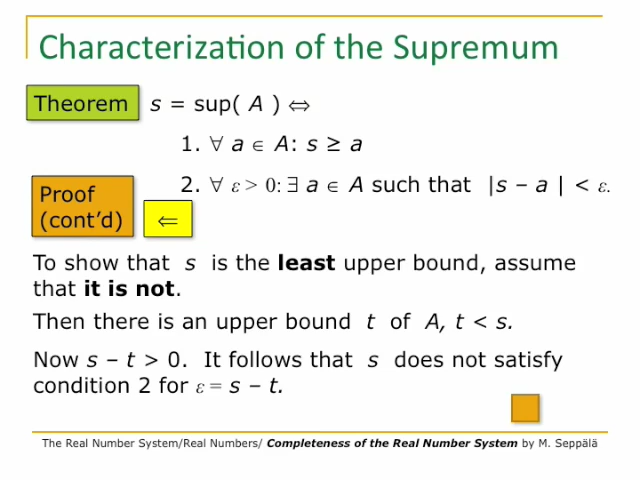 Characterization of the Supremum
Theorem s = sup( A ) ⇔
1. ∀ a ∈ A: s ≥ a
2. ∀ ε > 0: ∃ a ∈ A such that |s – a | < ε.
Proof
(cont’d)
⇐
To show that s is the least upper bound, assume
that it is not.
Then there is an upper bound t of A, t < s.
Now s – t > 0. It follows that s does not satisfy
condition 2 for ε = s – t.
The Real Number System/Real Numbers/ Completeness of the Real Number System by M. Seppälä